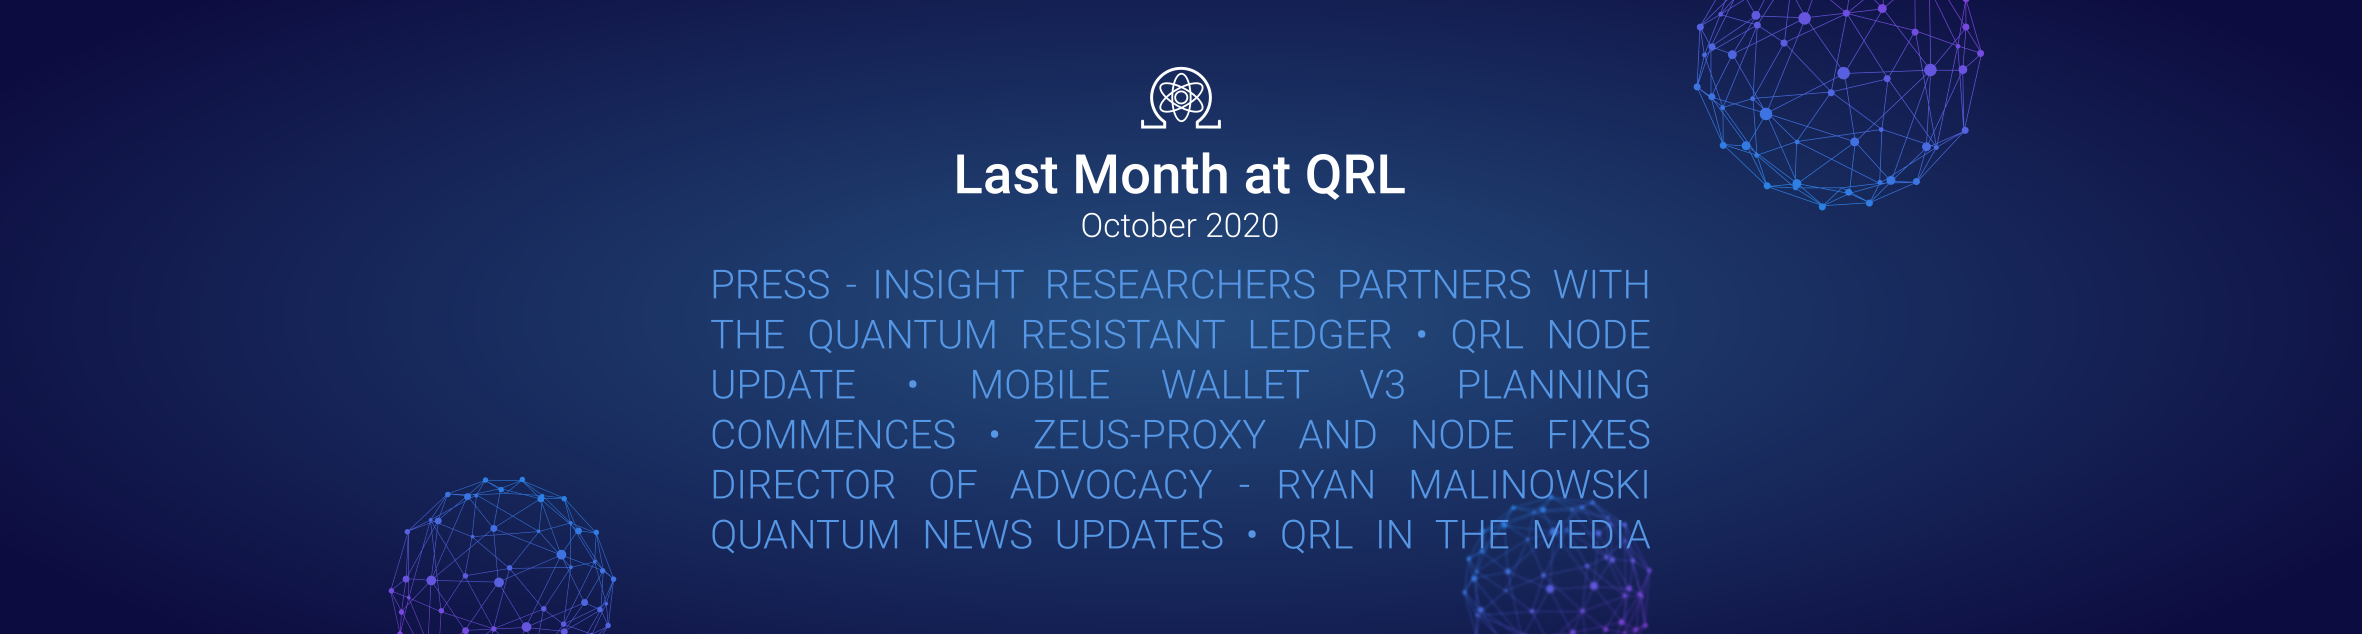 Last Month at QRL
October 2020
PRESS - INSIGHT RESEARCHERS PARTNERS WITH
THE QUANTUM RESISTANT LEDGER • QRL NODE
UPDATE • MOBILE WALLET V3 PLANNING
COMMENCES • ZEUS-PROXY AND NODE FIXES
DIRECTOR OF ADVOCACY - RYAN MALINOWSKI
QUANTUM NEWS UPDATES • QRL IN THE MEDIA